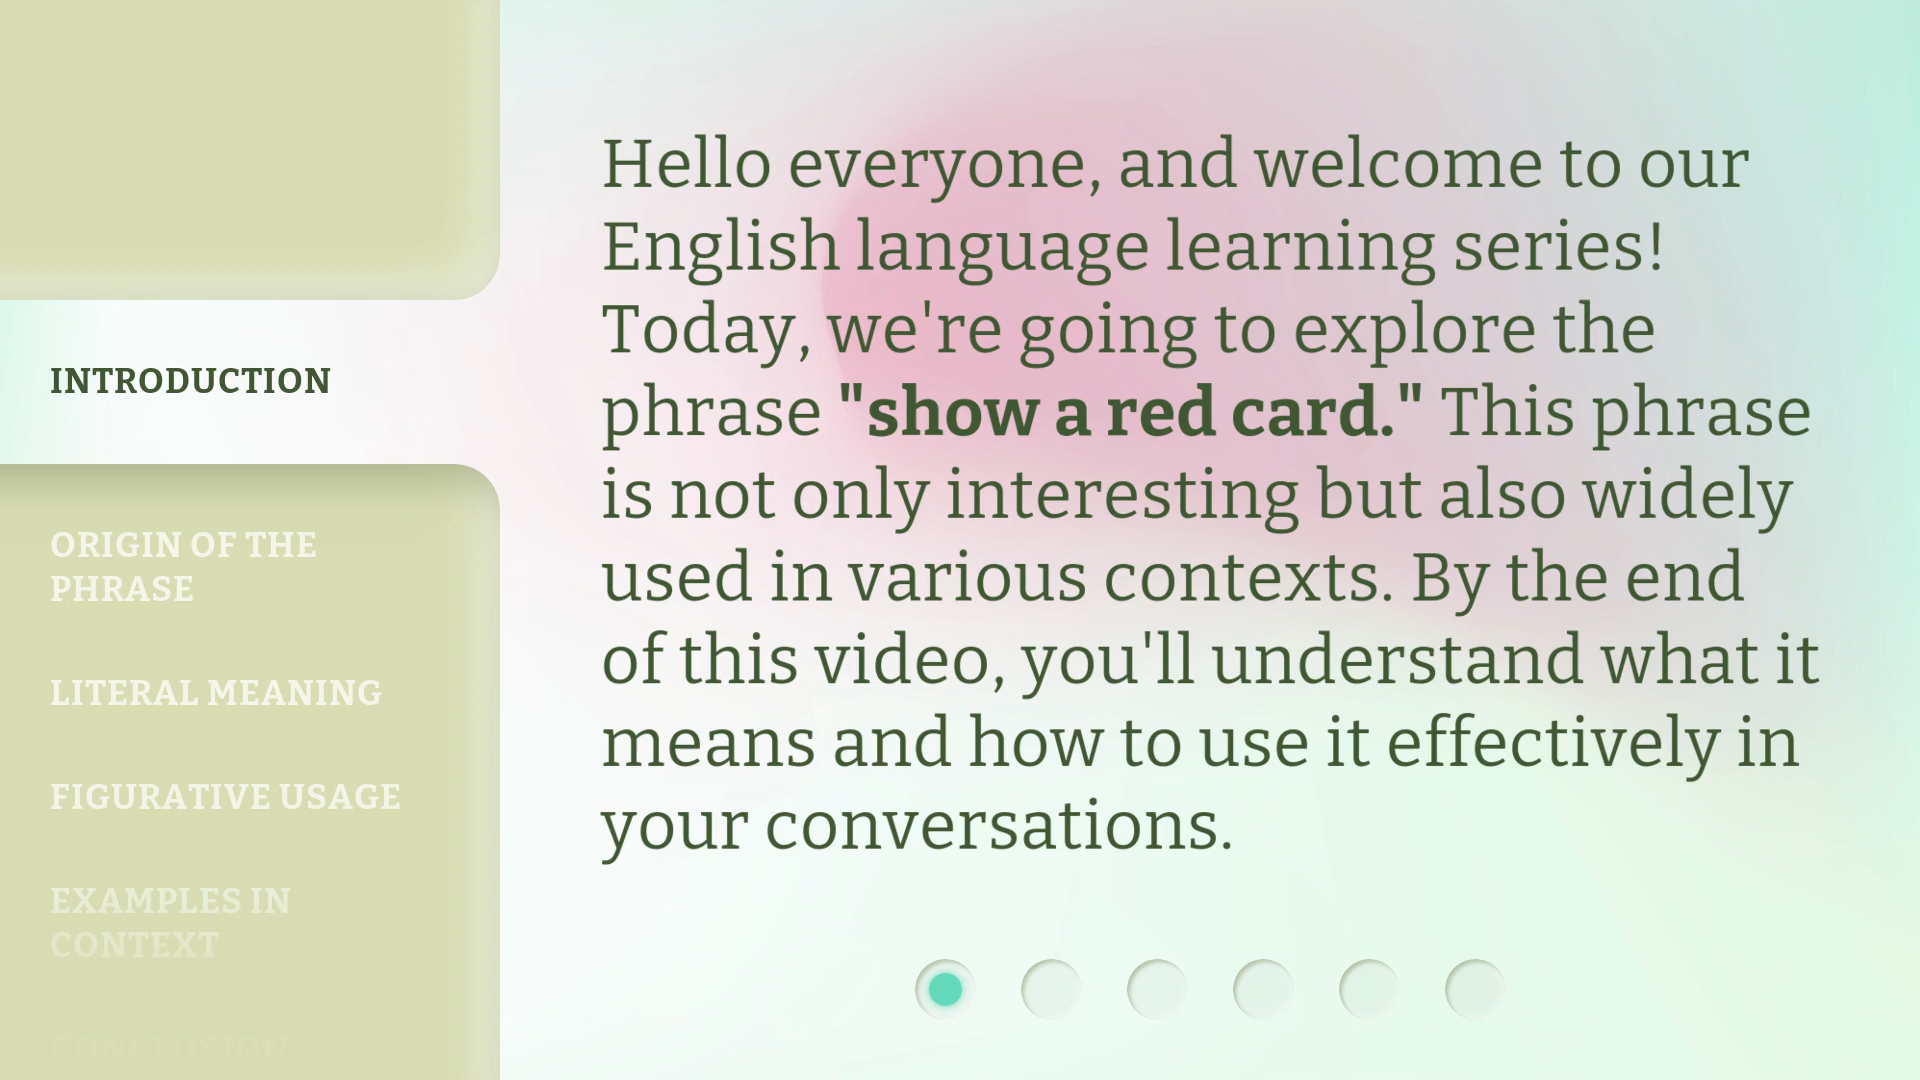 INTRODUCTION
ORIGIN OF THE
PHRASE
LITERAL MEANING
FIGURATIVE USAGE
EXAMPLES IN
CONTEXT
CONCLUSION
Hello everyone, and welcome to our
English language learning series!
Today, we're going to explore the
phrase "show a red card." This phrase
is not only interesting but also widely
used in various contexts. By the end
of this video, you'll understand what it
means and how to use it effectively in
your conversations.